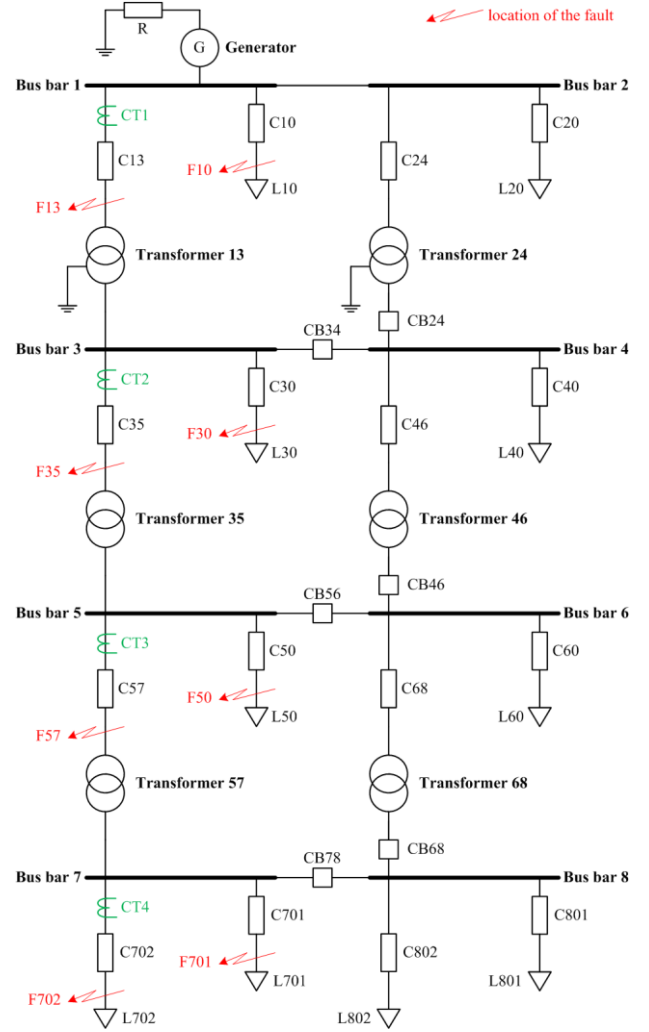 location of the fault
R
G
Generator
Bus bar 1
Bus bar 2
CT1
C10
C20
C13
C24
F10
L10
L20
F13
Transformer 13
Transformer 24
CB24
CB34
Bus bar 3
Bus bar 4
CT2
C30
C40
C35
C46
F30
L30
L40
F35
Transformer 35
Transformer 46
CB46
CB56
Bus bar 5
Bus bar 6
CT3
C50
C60
C57
C68
F50
L50
L60
F57
Transformer 57
Transformer 68
CB68
CB78
Bus bar 7
Bus bar 8
CT4
C701
C801
C702
C802
F701
L701
L801
F702
L702
L802